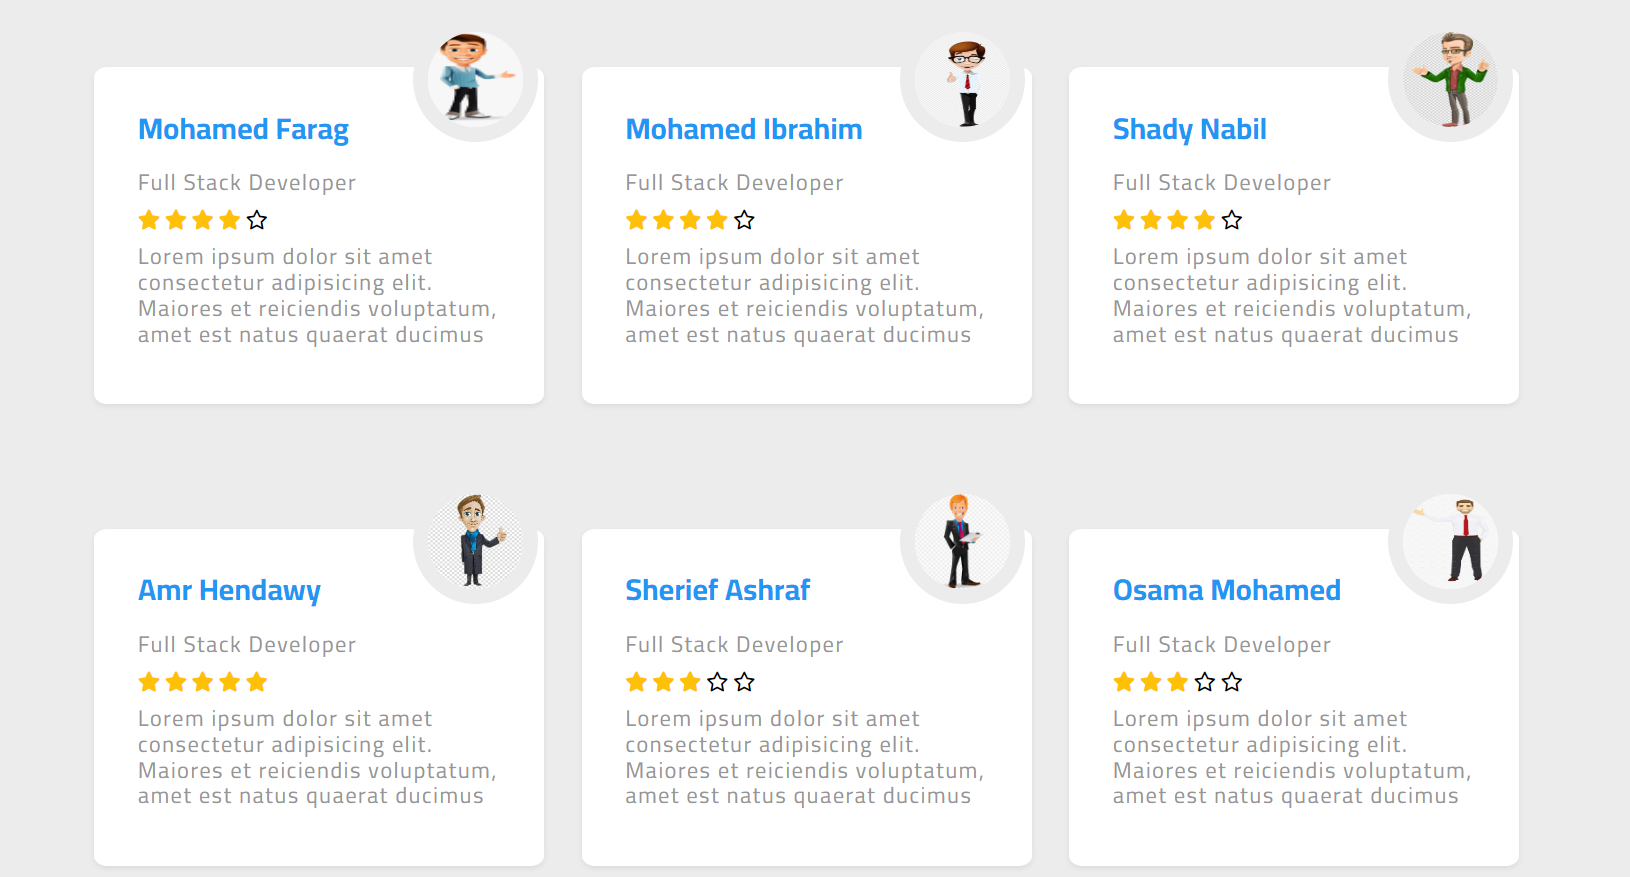 Mohamed Farag
Full Stack Developer
Lorem ipsum dolor sit amet
consectetur adipisicing elit.
Maiores et reiciendis voluptatum,
amet est natus quaerat ducimus
Mohamed Ibrahim
Full Stack Developer
Lorem ipsum dolor sit amet
consectetur adipisicing elit.
Maiores et reiciendis voluptatum,
amet est natus quaerat ducimus
Shady Nabil
Full Stack Developer
Lorem ipsum dolor sit amet
consectetur adipisicing elit.
Maiores et reiciendis voluptatum,
amet est natus quaerat ducimus
Amr Hendawy
Full Stack Developer
Lorem ipsum dolor sit amet
consectetur adipisicing elit.
Maiores et reiciendis voluptatum,
amet est natus quaerat ducimus
Sherief Ashraf
Full Stack Developer
Lorem ipsum dolor sit amet
consectetur adipisicing elit.
Maiores et reiciendis voluptatum,
amet est natus quaerat ducimus
Osama Mohamed
Full Stack Developer
Lorem ipsum dolor sit amet
consectetur adipisicing elit.
Maiores et reiciendis voluptatum,
amet est natus quaerat ducimus